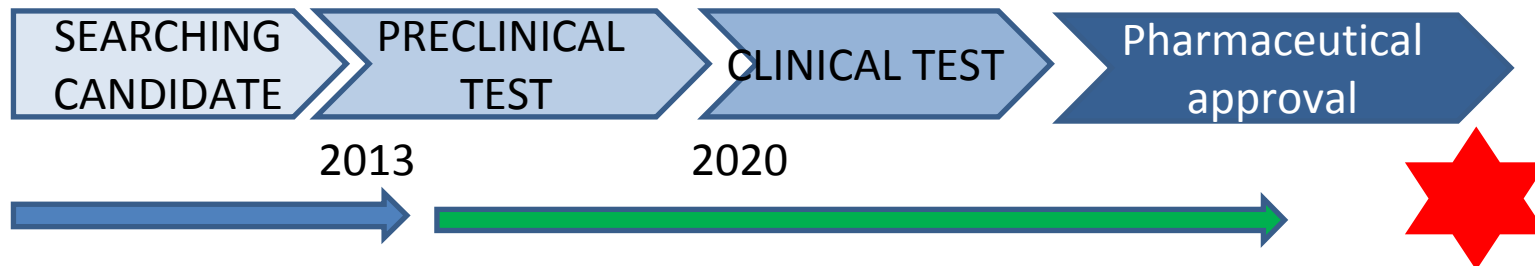 SEARCHING
CANDIDATE
PRECLINICAL
TEST
CLINICAL TEST
Pharmaceutical
approval
2013
2020